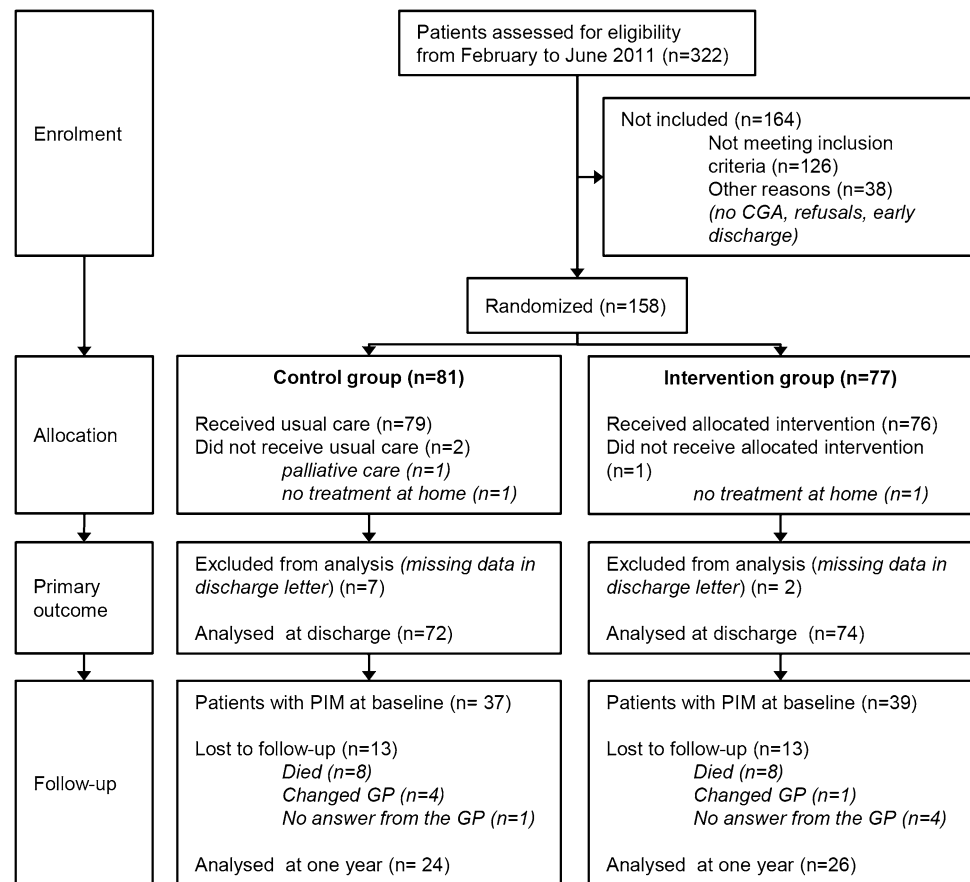 Patients assessed for eligibility
from February to June 2011 (n=322)
Enrolment
Not included (n=164)
Not meeting inclusion
criteria (n=126)
Other reasons (n=38)
(no CGA, refusals, early
discharge)
Randomized (n=158)
Allocation
Control group (n=81)
Received usual care (n=79)
Did not receive usual care (n=2)
palliative care (n=1)
no treatment at home (n=1)
Intervention group (n=77)
Received allocated intervention (n=76)
Did not receive allocated intervention
(n=1)
no treatment at home (n=1)
Primary
outcome
Excluded from analysis (missing data in
discharge letter) (n=7)
Analysed at discharge (n=72)
Excluded from analysis (missing data in
discharge letter) (n= 2)
Analysed at discharge (n=74)
Follow-up
Patients with PIM at baseline (n= 37)
Lost to follow-up (n=13)
Died (n=8)
Changed GP (n=4)
No answer from the GP (n=1)
Analysed at one year (n= 24)
Patients with PIM at baseline (n=39)
Lost to follow-up (n=13)
Died (n=8)
Changed GP (n=1)
No answer from the GP (n=4)
Analysed at one year (n=26)